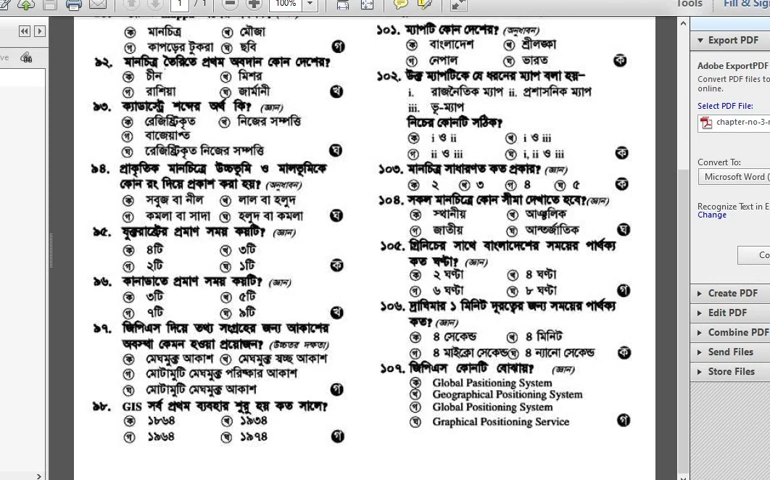 1 / 1
100%
Tools
Fill & Sign
ⓚ মানচিত্র ⓛ মৌজা
ⓖ কাপড়ের টুকরা ⓗ ছবি গ
৯২. মানচিত্র তৈরিতে প্রথম অবদান কোন দেশের?
ক চীন খ মিশর
গ রাশিয়া ঘ জার্মানী খ
৯৩. ক্যাডাস্ট্রে শব্দের অর্থ কি? (জ্ঞান)
ক রেজিষ্ট্রিকৃত খ নিজের সম্পত্তি
গ বাজেয়াপ্ত
ঘ রেজিষ্ট্রিকৃত নিজের সম্পত্তি ঘ
৯৪. প্রাকৃতিক মানচিত্রে উচ্চভূমি ও মালভূমিকে
কোন রং দিয়ে প্রকাশ করা হয়? (অনুধাবন)
ক সবুজ বা নীল খ লাল বা হলুদ
গ কমলা বা সাদা ঘ হলুদ বা কমলা ঘ
৯৫. যুক্তরাষ্ট্রের প্রমাণ সময় কয়টি? (জ্ঞান)
ক ৪টি খ ৩টি
গ ২টি ঘ ১টি ক
৯৬. কানাডাতে প্রমাণ সময় কয়টি? (জ্ঞান)
ক ৩টি খ ৫টি
গ ৭টি ঘ ৯টি খ
৯৭. জিপিএস দিয়ে তথ্য সংগ্রহের জন্য আকাশের
অবস্থা কেমন হওয়া প্রয়োজন? (উচ্চতর দক্ষতা)
ক মেঘমুক্ত আকাশ খ মেঘমুক্ত স্বচ্ছ আকাশ
গ মোটামুটি মেঘমুক্ত পরিষ্কার আকাশ
ঘ মোটামুটি মেঘমুক্ত আকাশ গ
৯৮. GIS সর্ব প্রথম ব্যবহার শুরু হয় কত সালে?
ক ১৮৬৪ খ ১৯৩৪
গ ১৯৬৪ ঘ ১৯৭৪ গ
১০১. ম্যাপটি কোন দেশের? (অনুধাবন)
ক বাংলাদেশ খ শ্রীলঙ্কা
গ নেপাল ঘ ভারত ক
১০২. উক্ত ম্যাপটিকে যে ধরনের ম্যাপ বলা হয়–
i. রাজনৈতিক ম্যাপ ii. প্রশাসনিক ম্যাপ
iii. ভূ-ম্যাপ
নিচের কোনটি সঠিক?
ক i ও ii খ i ও iii
গ ii ও iii ঘ i, ii ও iii ক
১০৩. মানচিত্র সাধারণত কত প্রকার? (জ্ঞান)
ক ২ খ ৩ গ ৪ ঘ ৫ ক
১০৪. সকল মানচিত্রে কোন সীমা দেখাতে হবে?(জ্ঞান)
ক স্থানীয় খ আঞ্চলিক
গ জাতীয় ঘ আন্তর্জাতিক ঘ
১০৫. গ্রিনিচের সাথে বাংলাদেশের সময়ের পার্থক্য
কত ঘণ্টা? (জ্ঞান)
ক ২ ঘণ্টা খ ৪ ঘণ্টা
গ ৬ ঘণ্টা ঘ ৮ ঘণ্টা গ
১০৬. দ্রাঘিমার ১ মিনিট দূরত্বের জন্য সময়ের পার্থক্য
কত? (জ্ঞান)
ক ৪ সেকেন্ড খ ৪ মিনিট
গ ৪ মাইক্রো সেকেন্ড ঘ ৪ ন্যানো সেকেন্ড ক
১০৭. জিপিএস কোনটি বোঝায়? (জ্ঞান)
ক Global Pasitioning System
খ Geographical Positioning System
গ Global Positioning System
ঘ Graphical Positioning Service গ
Export PDF
Adobe ExportPDF
Convert PDF files to
online.
Select PDF File:
chapter-no-3-
Convert To:
Microsoft Word (
Recognize Text in E
Change
Create PDF
Edit PDF
Combine PDF
Send Files
Store Files